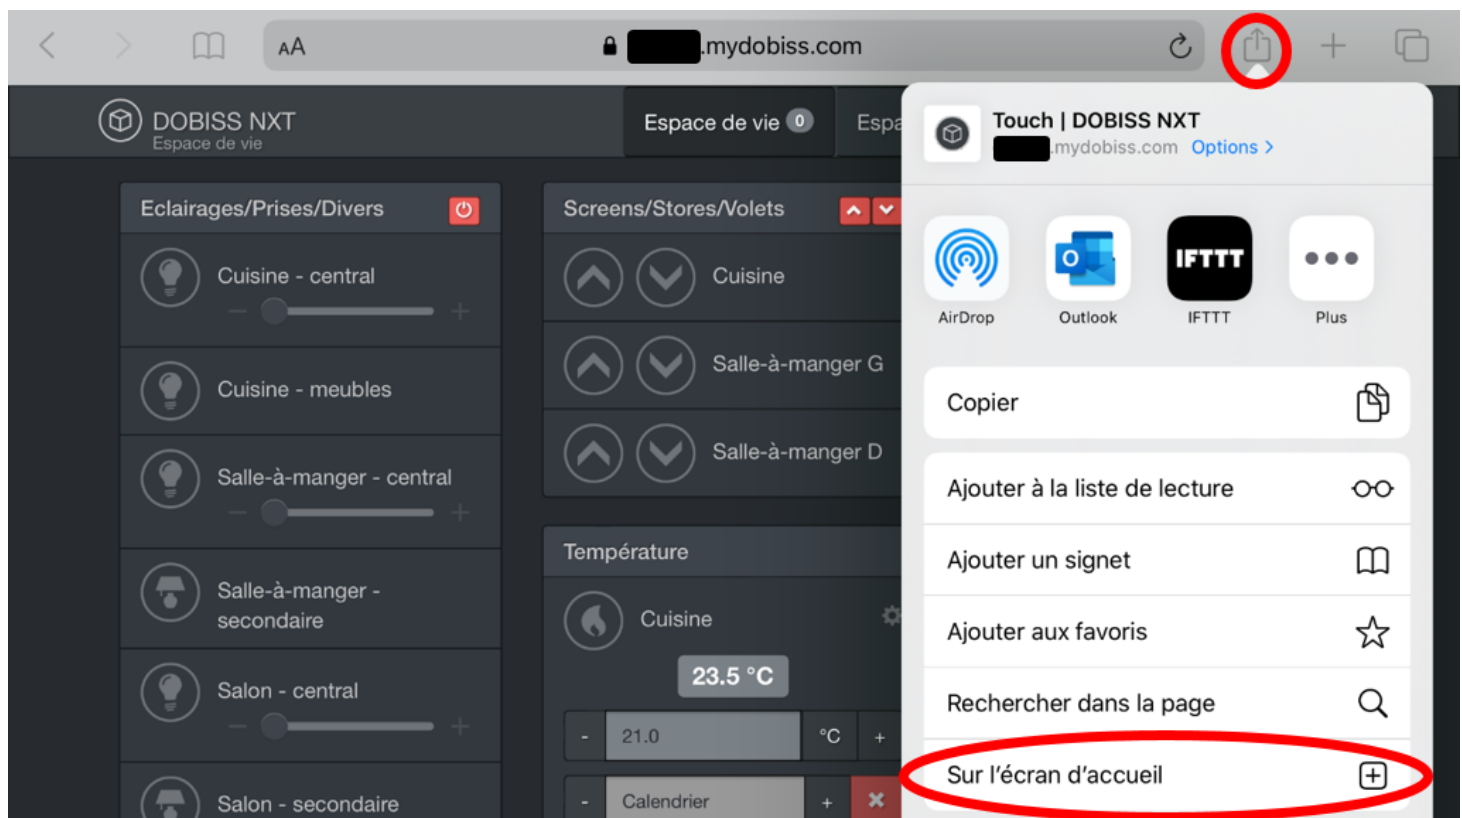 AA
.mydobiss.com
DOBISS NXT
Espace de vie
Espace de vie 0
Espa
Eclairages/Prises/Divers
Cuisine - central
- +
Cuisine - meubles
Salle-à-manger - central
- +
Salle-à-manger -
secondaire
Salon - central
- +
Salon - secondaire
Screens/Stores/Volets
Cuisine
Salle-à-manger G
Salle-à-manger D
Température
Cuisine
23.5 °C
- 21.0 °C +
- Calendrier +
Touch | DOBISS NXT
.mydobiss.com Options >
AirDrop
O
Outlook
IFTTT
IFTTT
Plus
Copier
Ajouter à la liste de lecture
Ajouter un signet
Ajouter aux favoris
Rechercher dans la page
Sur l'écran d'accueil